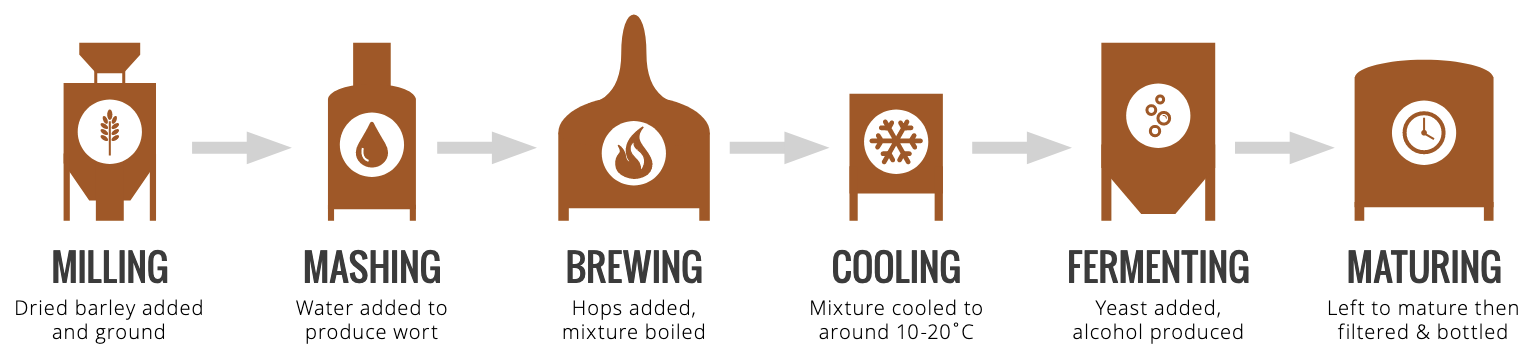 MILLING
Dried barley added
and ground
MASHING
Water added to
produce wort
BREWING
Hops added,
mixture boiled
COOLING
Mixture cooled to
around 10-20˚C
FERMENTING
Yeast added,
alcohol produced
MATURING
Left to mature then
filtered & bottled